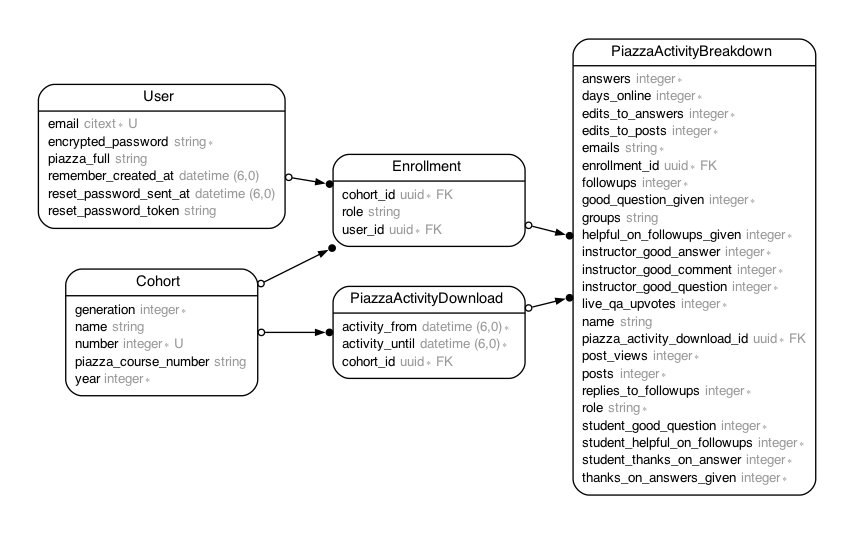 User
email citext* U
encrypted_password string*
piazza_full string
remember_created_at datetime (6,0)
reset_password_sent_at datetime (6,0)
reset_password_token string
Cohort
generation integer*
name string
number integer* U
piazza_course_number string
year integer*
Enrollment
cohort_id uuid* FK
role string
user_id uuid* FK
PiazzaActivityDownload
activity_from datetime (6,0)*
activity_until datetime (6,0)*
cohort_id uuid* FK
PiazzaActivityBreakdown
answers integer*
days_online integer*
edits_to_answers integer*
edits_to_posts integer*
emails string*
enrollment_id uuid* FK
followups integer*
good_question_given integer*
groups string
helpful_on_followups_given integer*
instructor_good_answer integer*
instructor_good_comment integer*
instructor_good_question integer*
live_qa_upvotes integer*
name string
piazza_activity_download_id uuid* FK
post_views integer*
posts integer*
replies_to_followups integer*
role string*
student_good_question integer*
student_helpful_on_followups integer*
student_thanks_on_answer integer*
thanks_on_answers_given integer*